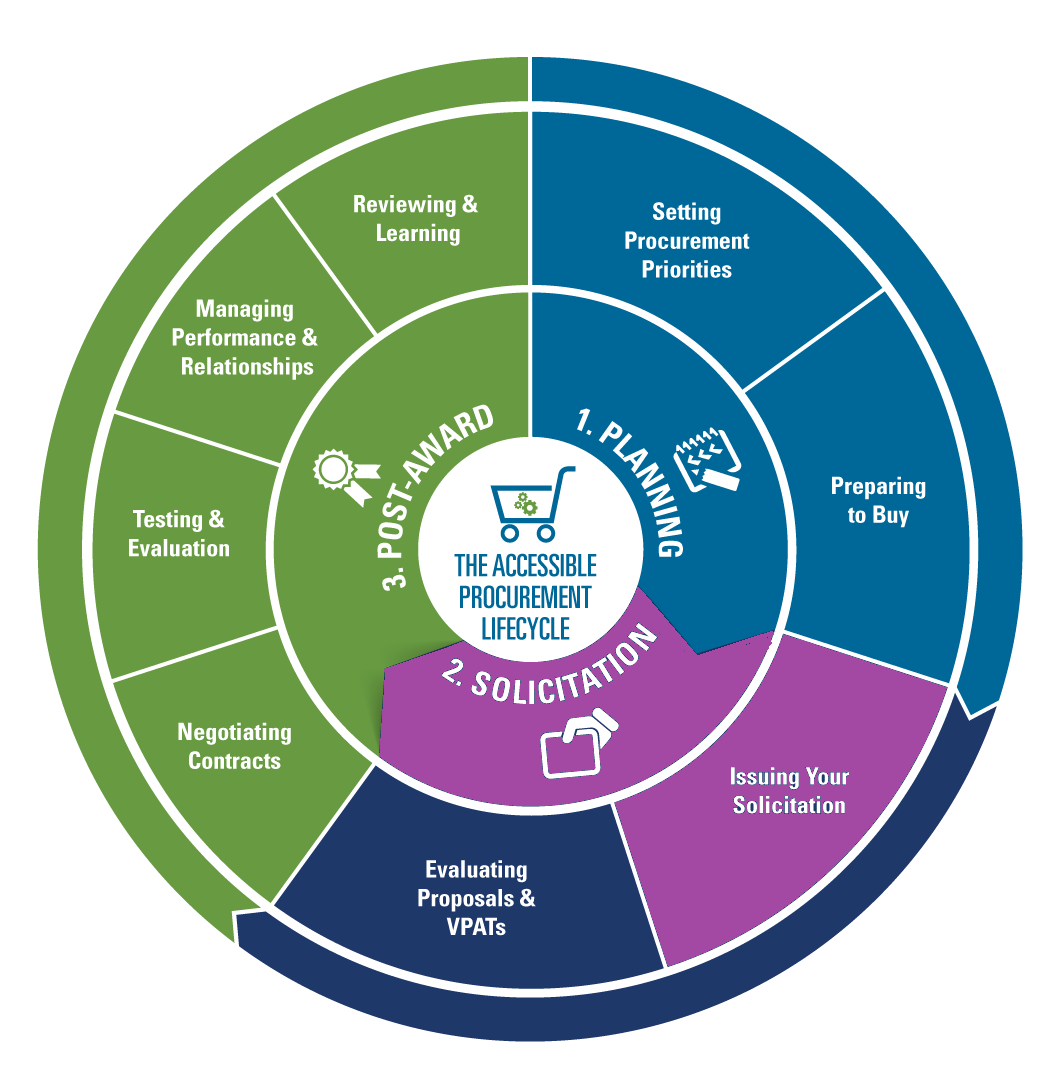 THE ACCESSIBLE
PROCUREMENT
LIFECYCLE
1. PLANNING
Setting
Procurement
Priorities
Preparing
to Buy
2. SOLICITATION
Issuing Your
Solicitation
Evaluating
Proposals &
VPATs
3. POST-AWARD
Negotiating
Contracts
Testing &
Evaluation
Managing
Performance &
Relationships
Reviewing &
Learning